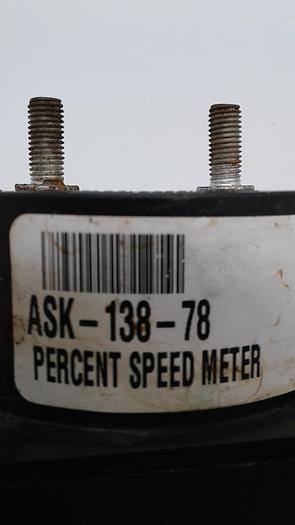 ASK-138-78
PERCENT SPEED METER